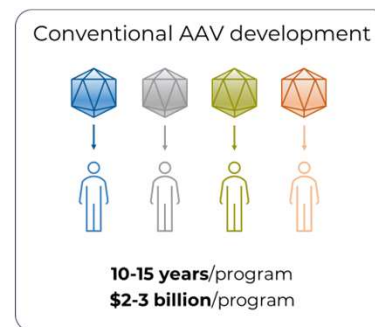 Conventional AAV development
10-15 years/program
$2-3 billion/program